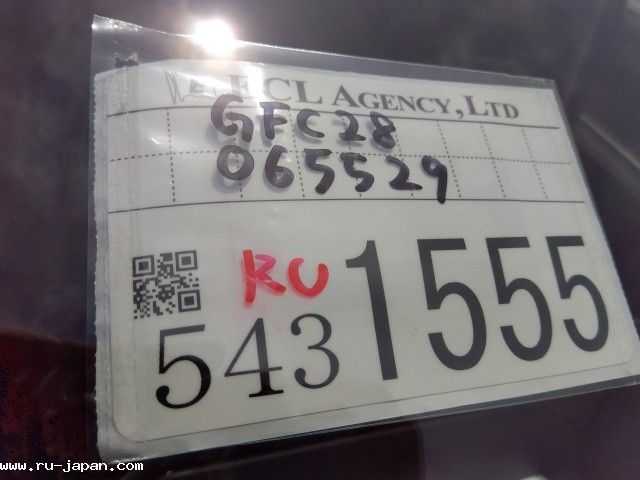 ECL AGENCY,LTD
GFC28
065529
RU
5431555
www.ru-japan.com